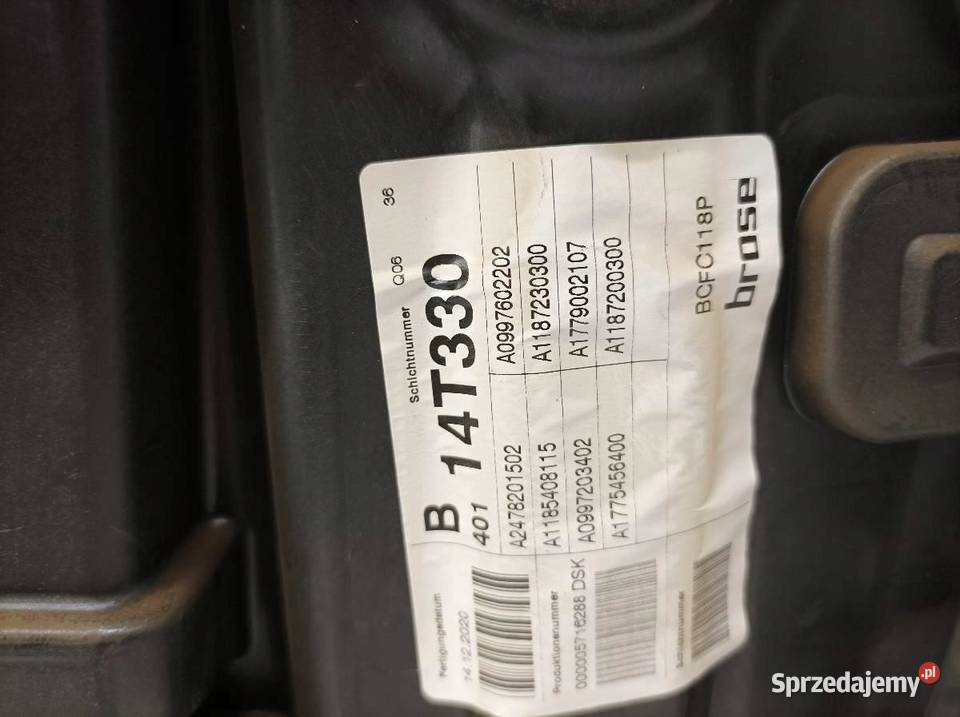 Fertigungsdatum
14.12.2020
B
401
Schichtnummer
Q06
36
14T330
A2478201502 A0997602202
A1185408115 A1187230300
A0997203402 A1779002107
A1775456400 A1187200300
Produktionsnummer
000005716288 DSK
BCFC118P
brose
Sprzedajemy.pl